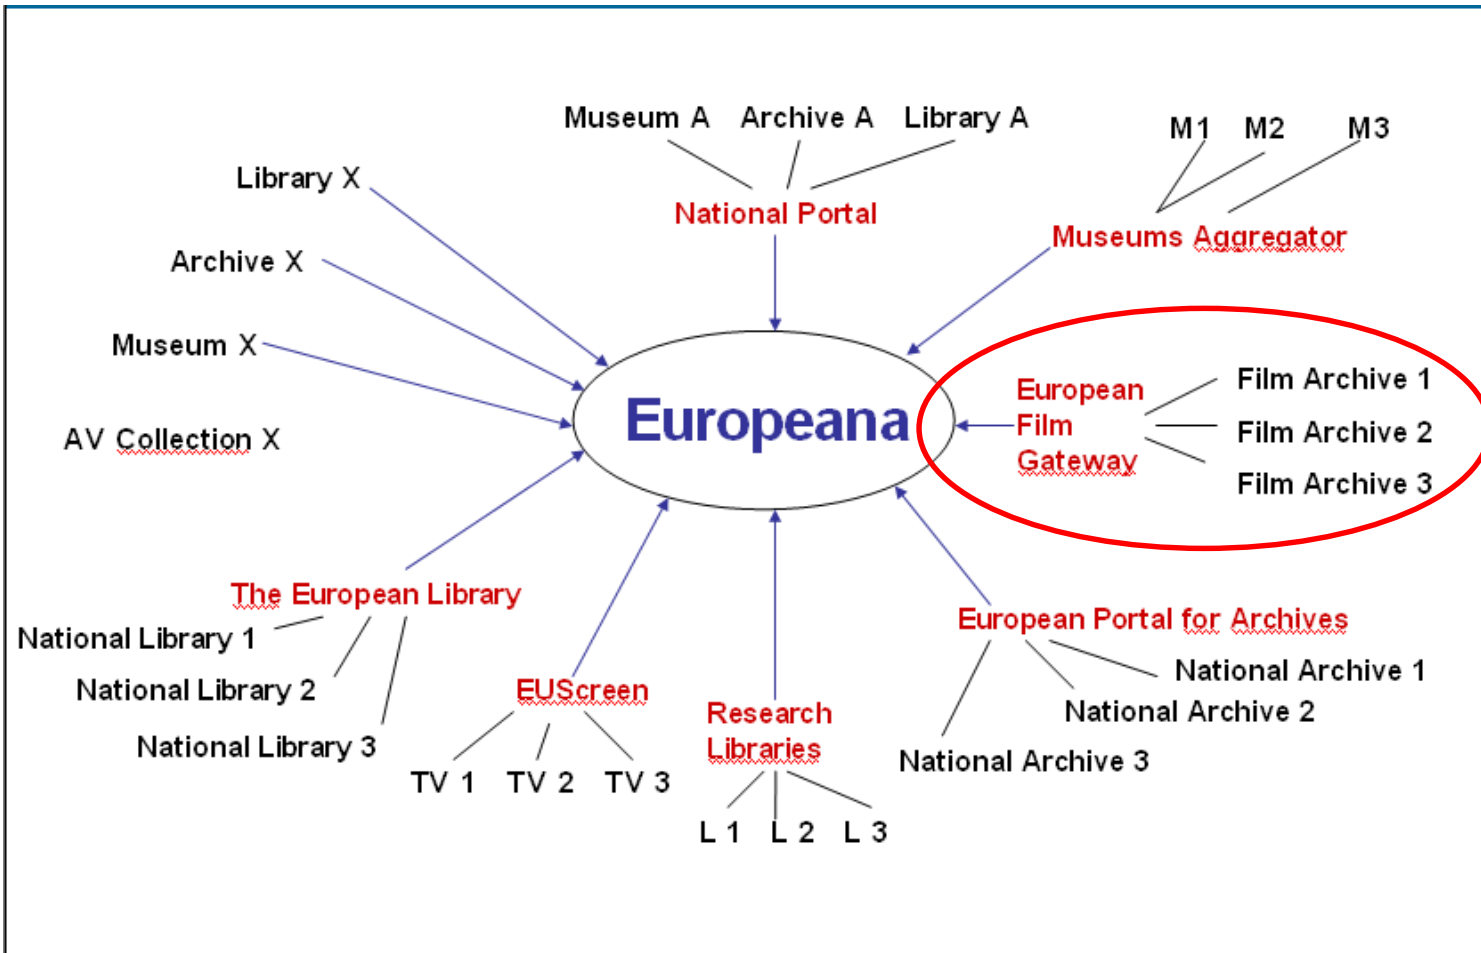 Museum A Archive A Library A
M1 M2 M3
Library X
National Portal
Museums Aggregator
Archive X
Museum X
AV Collection X
Europeana
European
Film
Gateway
Film Archive 1
Film Archive 2
Film Archive 3
The European Library
National Library 1
National Library 2
National Library 3
EUScreen
TV 1 TV 2 TV 3
Research
Libraries
L 1 L 2 L 3
European Portal for Archives
National Archive 1
National Archive 2
National Archive 3